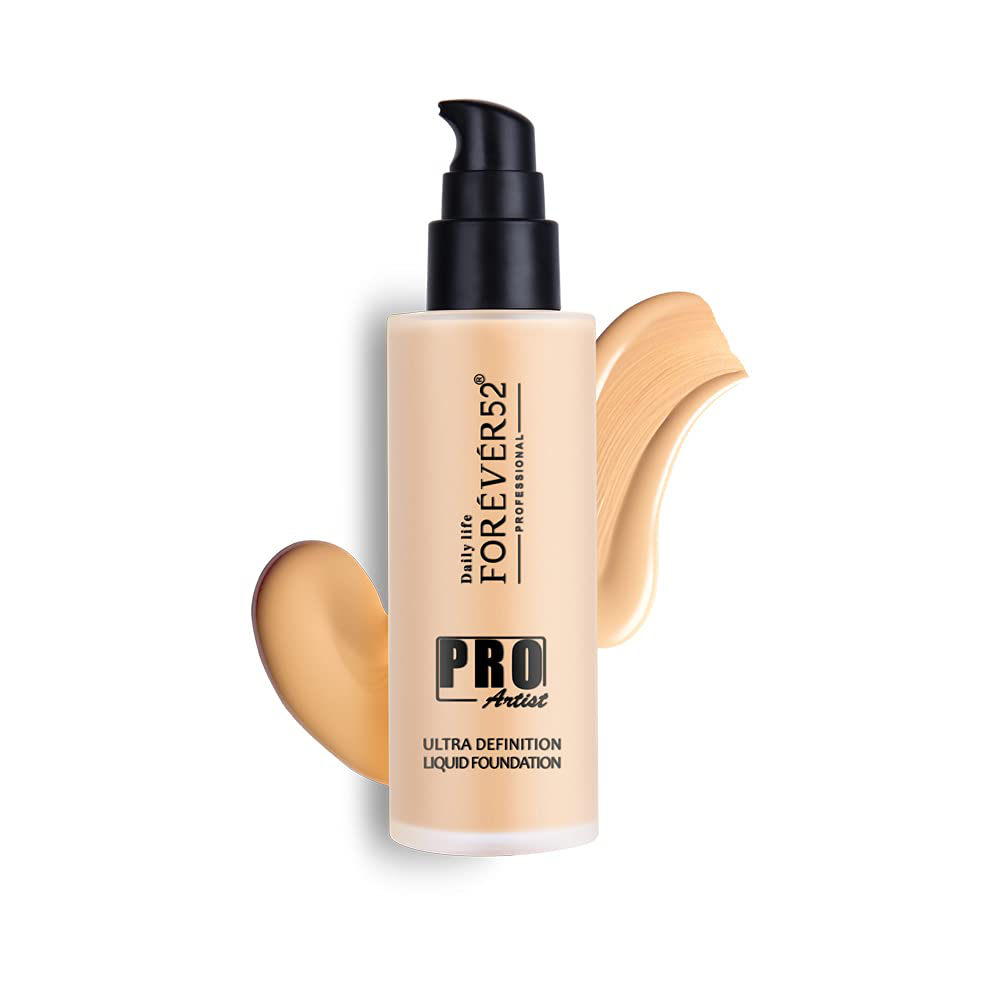 Daily life
FORÉVÉR52®
PROFESSIONAL
PRO
Artist
ULTRA DEFINITION
LIQUID FOUNDATION